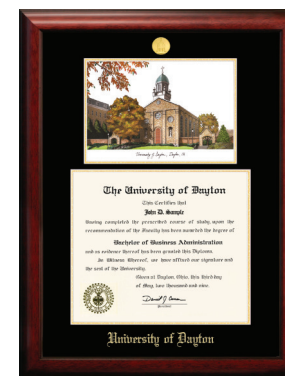 University of Dayton, Dayton, OH
The University of Dayton
This Certifies that
John D. Sample
Having completed the prescribed course of study, upon the
recommendation of the Faculty has been awarded the degree of
Bachelor of Business Administration
and as evidence thereof has been granted this Diploma.
In Witness Whereof, we have affixed our signature and
the seal of the University.
Given at Dayton, Ohio, this third day
of May, two thousand and one.
University of Dayton